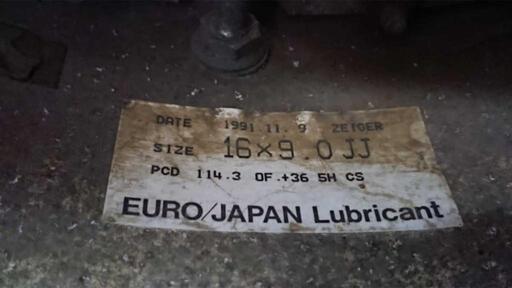 DATE 1991 11. 9 ZEIGER
SIZE 16×9.0JJ
PCD 114.3 OF.+36 5H CS
EURO/JAPAN Lubricant